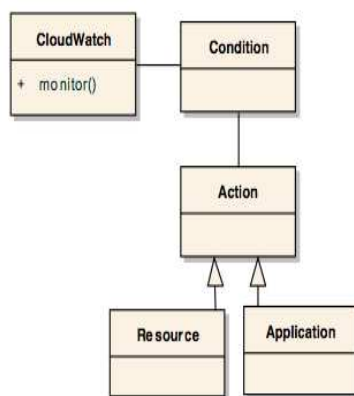 CloudWatch
+ monitor()
Condition
Action
Resource
Application